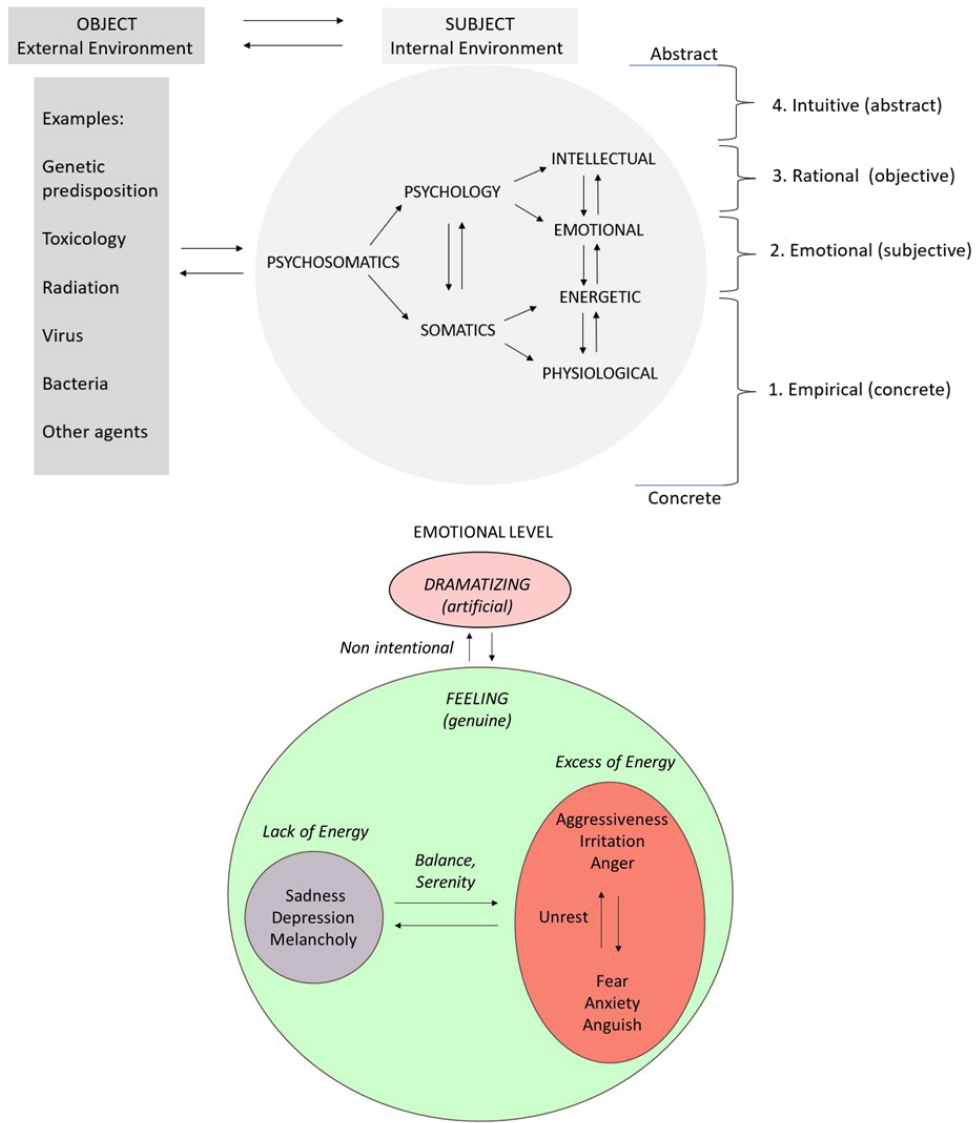 OBJECT
External Environment
SUBJECT
Internal Environment
Examples:
Genetic
predisposition
Toxicology
Radiation
Virus
Bacteria
Other agents
PSYCHOSOMATICS
PSYCHOLOGY
SOMATICS
INTELLECTUAL
EMOTIONAL
ENERGETIC
PHYSIOLOGICAL
Abstract
4. Intuitive (abstract)
3. Rational (objective)
2. Emotional (subjective)
1. Empirical (concrete)
Concrete
EMOTIONAL LEVEL
DRAMATIZING
(artificial)
Non intentional
FEELING
(genuine)
Lack of Energy
Sadness
Depression
Melancholy
Balance,
Serenity
Excess of Energy
Aggressiveness
Irritation
Anger
Unrest
Fear
Anxiety
Anguish